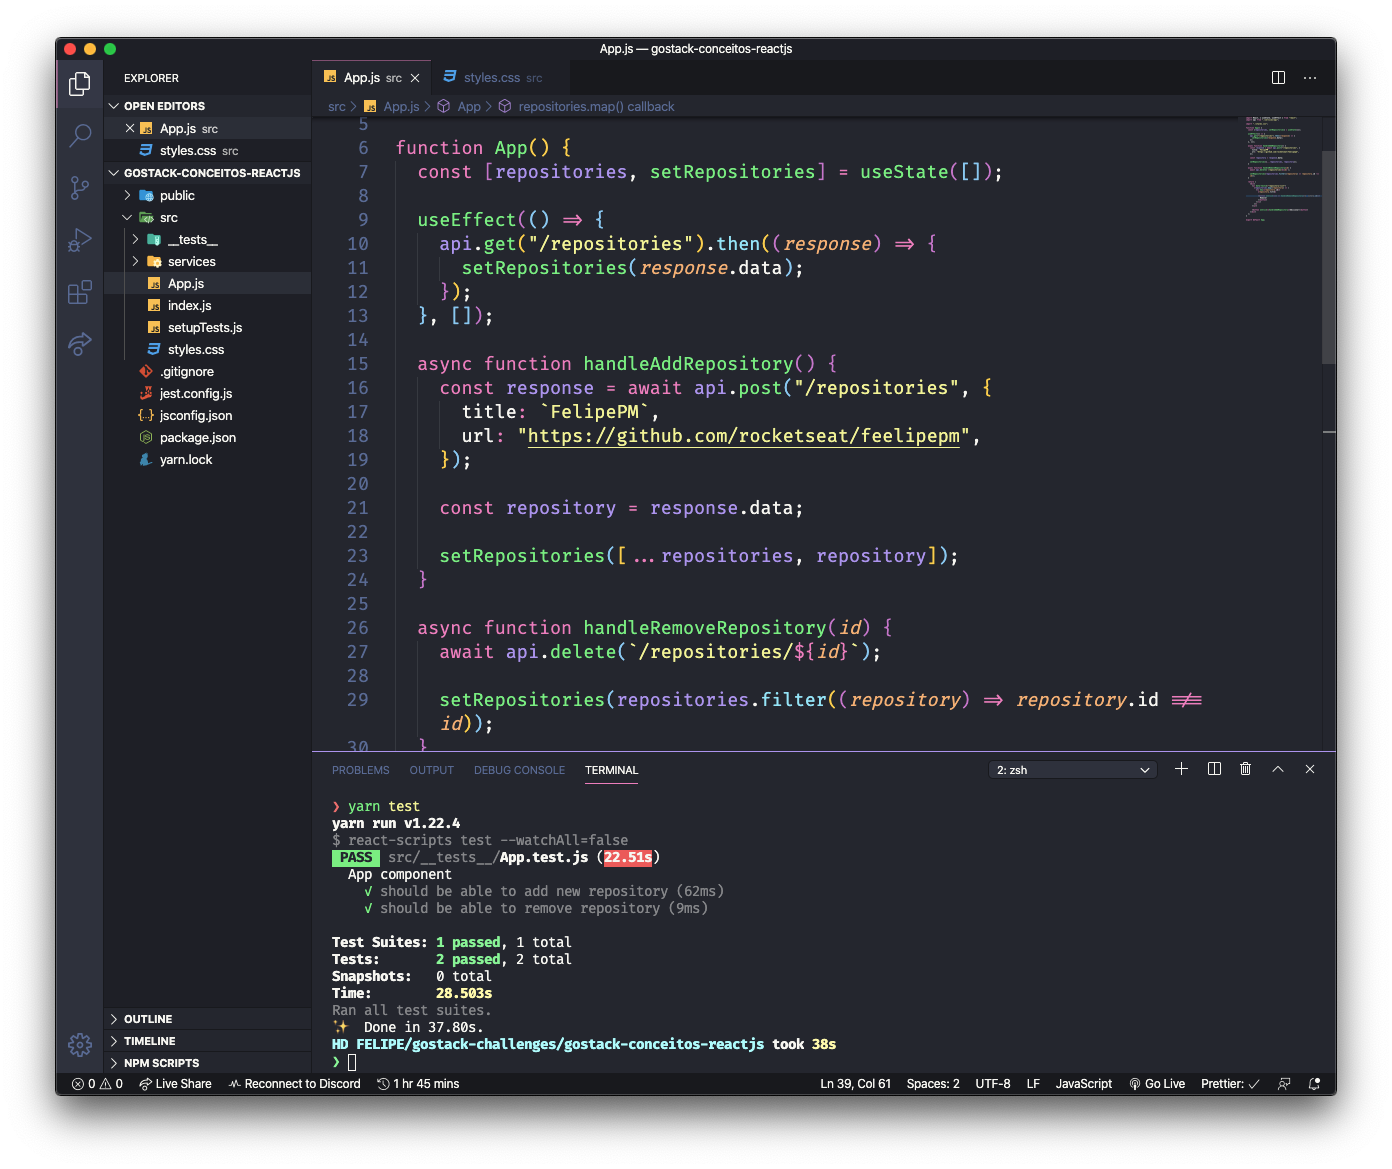 App.js — gostack-conceitos-reactjs
EXPLORER
OPEN EDITORS
App.js src
styles.css src
GOSTACK-CONCEITOS-REACTJS
public
src
__tests__
services
App.js
index.js
setupTests.js
styles.css
.gitignore
jest.config.js
jsconfig.json
package.json
yarn.lock
OUTLINE
TIMELINE
NPM SCRIPTS
App.js src
styles.css src
src > App.js > App > repositories.map() callback
5
6 function App() {
7 const [repositories, setRepositories] = useState([]);
8
9 useEffect(() => {
10 api.get("/repositories").then((response) => {
11 setRepositories(response.data);
12 });
13 }, []);
14
15 async function handleAddRepository() {
16 const response = await api.post("/repositories", {
17 title: `FelipePM`,
18 url: "https://github.com/rocketseat/feelipepm",
19 });
20
21 const repository = response.data;
22
23 setRepositories([...repositories, repository]);
24 }
25
26 async function handleRemoveRepository(id) {
27 await api.delete(`/repositories/${id}`);
28
29 setRepositories(repositories.filter((repository) => repository.id !==
id));
30 }
PROBLEMS OUTPUT DEBUG CONSOLE TERMINAL
2: zsh
❯ yarn test
yarn run v1.22.4
$ react-scripts test --watchAll=false
PASS src/__tests__/App.test.js (22.51s)
App component
√ should be able to add new repository (62ms)
√ should be able to remove repository (9ms)
Test Suites: 1 passed, 1 total
Tests: 2 passed, 2 total
Snapshots: 0 total
Time: 28.503s
Ran all test suites.
✨ Done in 37.80s.
HD FELIPE/gostack-challenges/gostack-conceitos-reactjs took 38s
❯
0 0 Live Share Reconnect to Discord 1 hr 45 mins Ln 39, Col 61 Spaces: 2 UTF-8 LF JavaScript Go Live Prettier: ✓